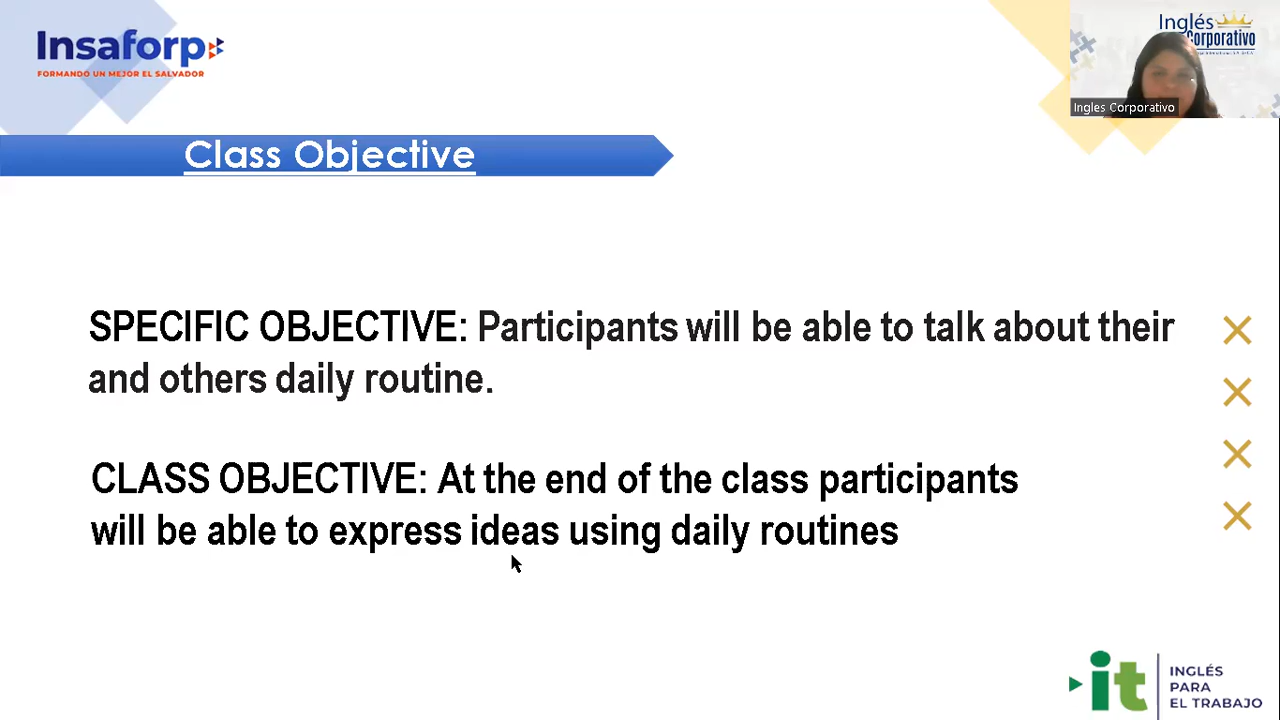 Insaforp
FORMANDO UN MEJOR EL SALVADOR
Inglés
Corporativo
Ingles Corporativo
Class Objective
SPECIFIC OBJECTIVE: Participants will be able to talk about their
and others daily routine.
CLASS OBJECTIVE: At the end of the class participants
will be able to express ideas using daily routines
it
INGLÉS
PARA
EL TRABAJO